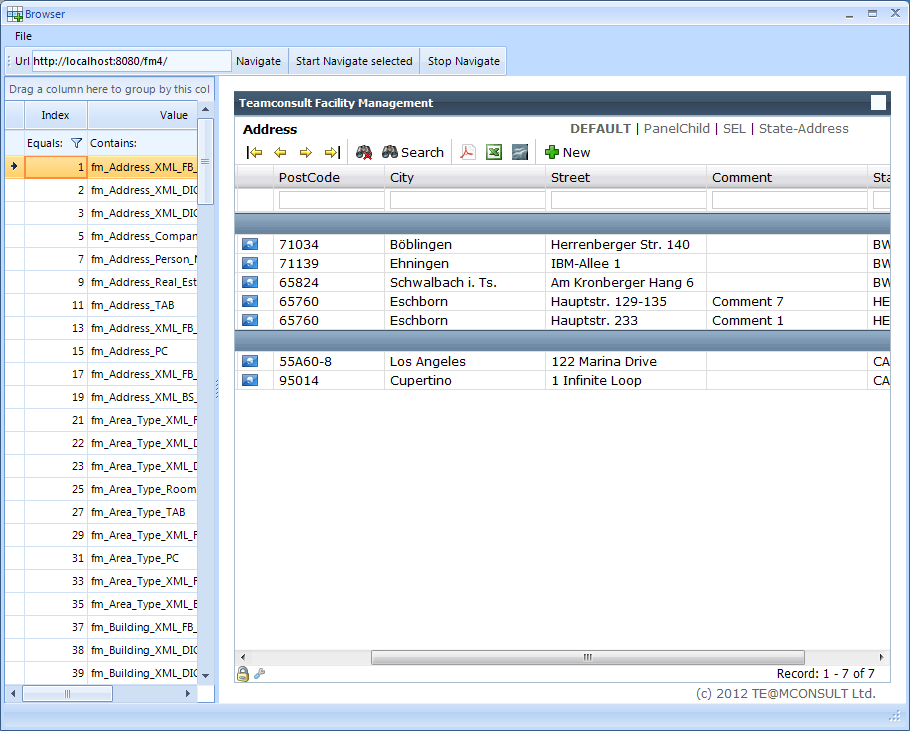 Browser
File
Url http://localhost:8080/fm4/ Navigate Start Navigate selected Stop Navigate
Drag a column here to group by this col
Index Value
Equals: Contains:
1 fm_Address_XML_FB_
2 fm_Address_XML_DIC
3 fm_Address_XML_DIC
5 fm_Address_Compan
7 fm_Address_Person_N
9 fm_Address_Real_Est
11 fm_Address_TAB
13 fm_Address_XML_FB_
15 fm_Address_PC
17 fm_Address_XML_FB_
19 fm_Address_XML_BS_
21 fm_Area_Type_XML_F
22 fm_Area_Type_XML_D
23 fm_Area_Type_XML_D
25 fm_Area_Type_Room
27 fm_Area_Type_TAB
29 fm_Area_Type_XML_F
31 fm_Area_Type_PC
33 fm_Area_Type_XML_F
35 fm_Area_Type_XML_B
37 fm_Building_XML_FB_
38 fm_Building_XML_DIC
39 fm_Building_XML_DIC
Teamconsult Facility Management
Address DEFAULT | PanelChild | SEL | State-Address
Search New
PostCode City Street Comment Sta
71034 Böblingen Herrenberger Str. 140 BW
71139 Ehningen IBM-Allee 1 BW
65824 Schwalbach i. Ts. Am Kronberger Hang 6 BW
65760 Eschborn Hauptstr. 129-135 Comment 7 HE
65760 Eschborn Hauptstr. 233 Comment 1 HE
55A60-8 Los Angeles 122 Marina Drive CA
95014 Cupertino 1 Infinite Loop CA
Record: 1 - 7 of 7
(c) 2012 TE@MCONSULT Ltd.